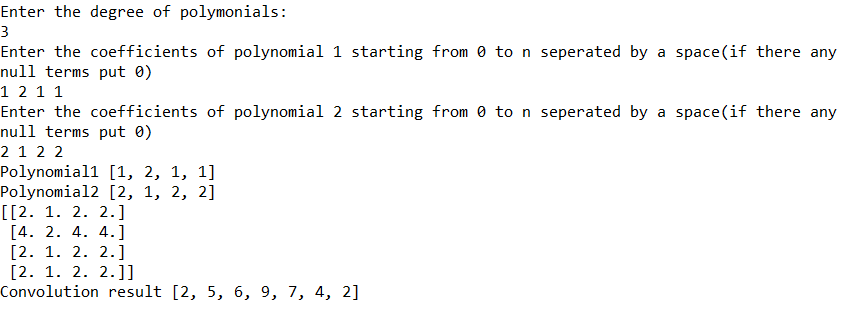 Enter the degree of polymonials:
3
Enter the coefficients of polynomial 1 starting from 0 to n seperated by a space(if there any
null terms put 0)
1 2 1 1
Enter the coefficients of polynomial 2 starting from 0 to n seperated by a space(if there any
null terms put 0)
2 1 2 2
Polynomial1 [1, 2, 1, 1]
Polynomial2 [2, 1, 2, 2]
[[2. 1. 2. 2.]
 [4. 2. 4. 4.]
 [2. 1. 2. 2.]
 [2. 1. 2. 2.]]
Convolution result [2, 5, 6, 9, 7, 4, 2]